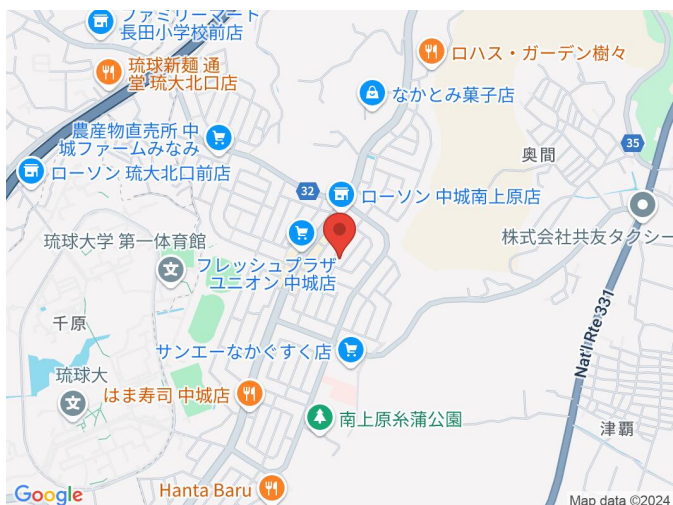 ファミリーマート
長田小学校前店
ロハス・ガーデン樹々
琉球新麺 通
堂 琉大北口店
なかとみ菓子店
農産物直売所 中
城ファームみなみ
35
奥間
ローソン 琉大北口前店
32
ローソン 中城南上原店
琉球大学 第一体育館
株式会社共友タクシー
フレッシュプラザ
ユニオン 中城店
千原
Nat'l Rte 331
サンエーなかぐすく店
琉球大
はま寿司 中城店
南上原糸蒲公園
津覇
Hanta Baru
Google
Map data ©2024